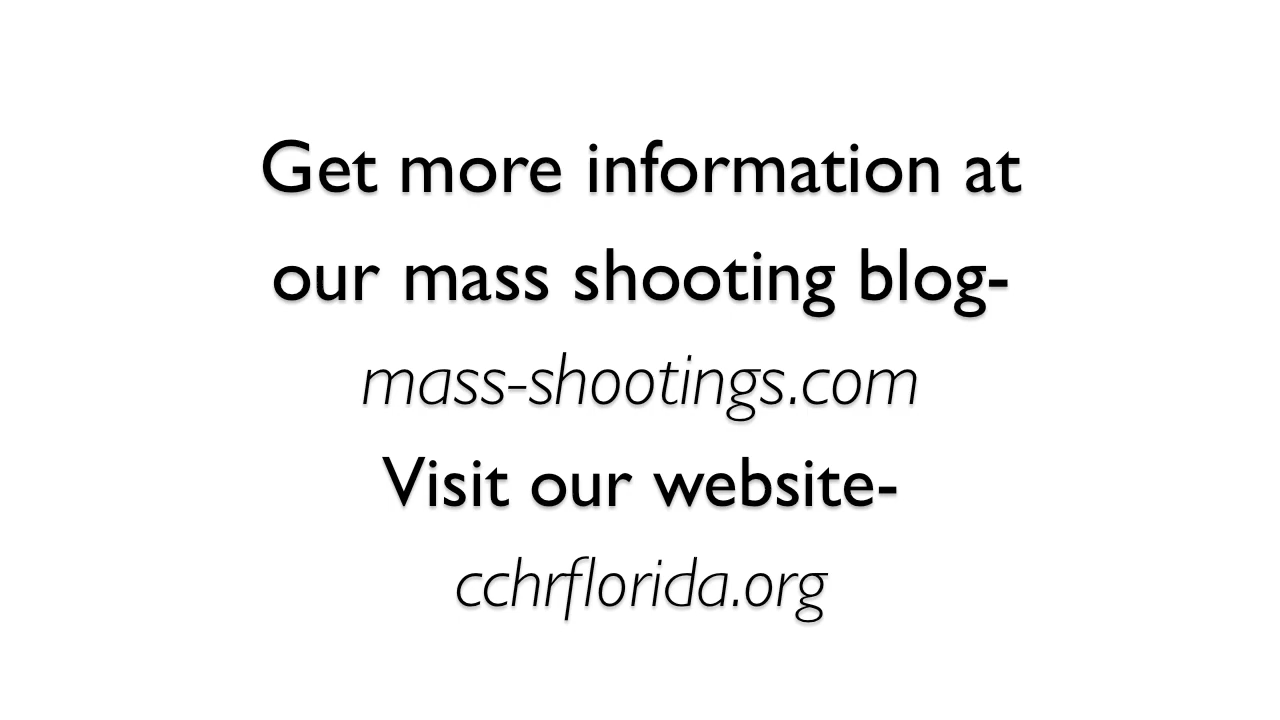 Get more information at
our mass shooting blog-
mass-shootings.com
Visit our website-
cchrflorida.org